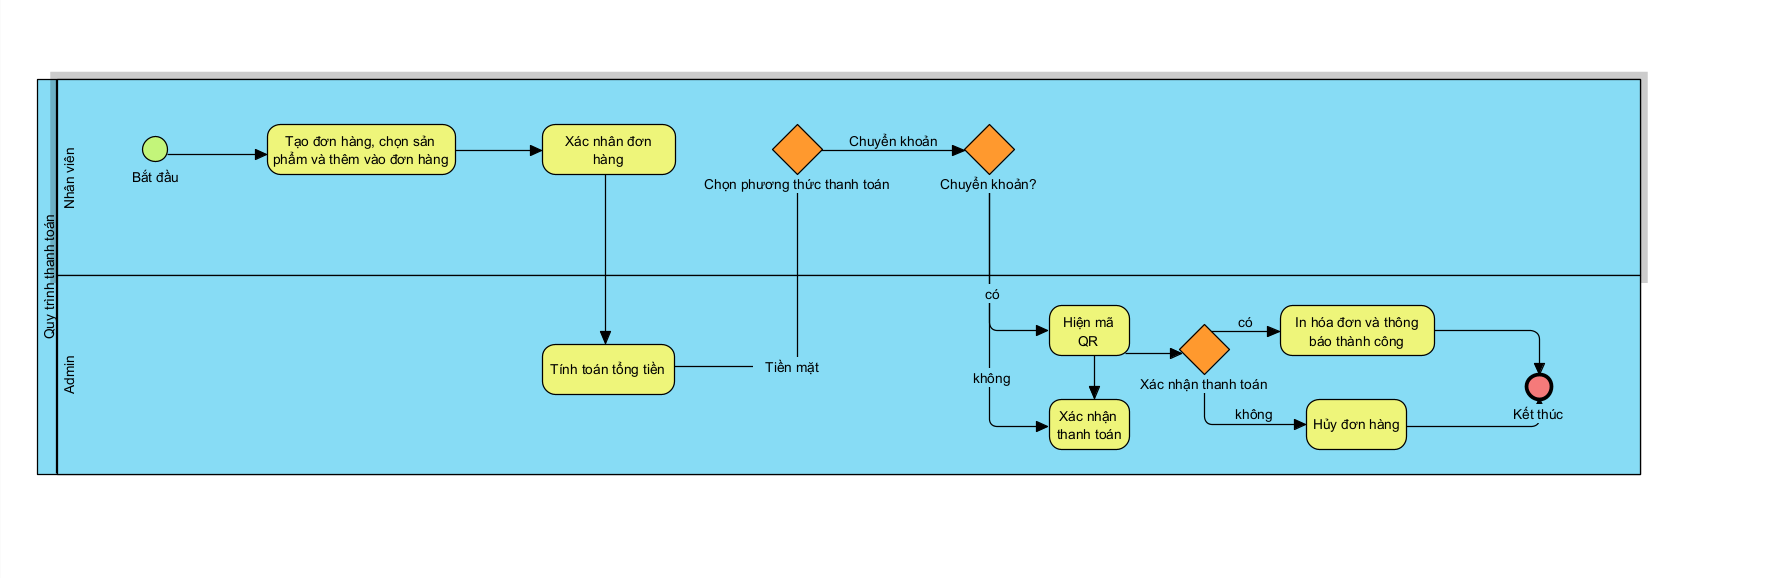 Quy trình thanh toán
Nhân viên
Bắt đầu
Tạo đơn hàng, chọn sản
phẩm và thêm vào đơn hàng
Xác nhân đơn
hàng
Chọn phương thức thanh toán
Chuyển khoản
Chuyển khoản?
Admin
Tính toán tổng tiền
Tiền mặt
có
không
Hiện mã
QR
Xác nhận
thanh toán
Xác nhận thanh toán
có
không
In hóa đơn và thông
báo thành công
Hủy đơn hàng
Kết thúc